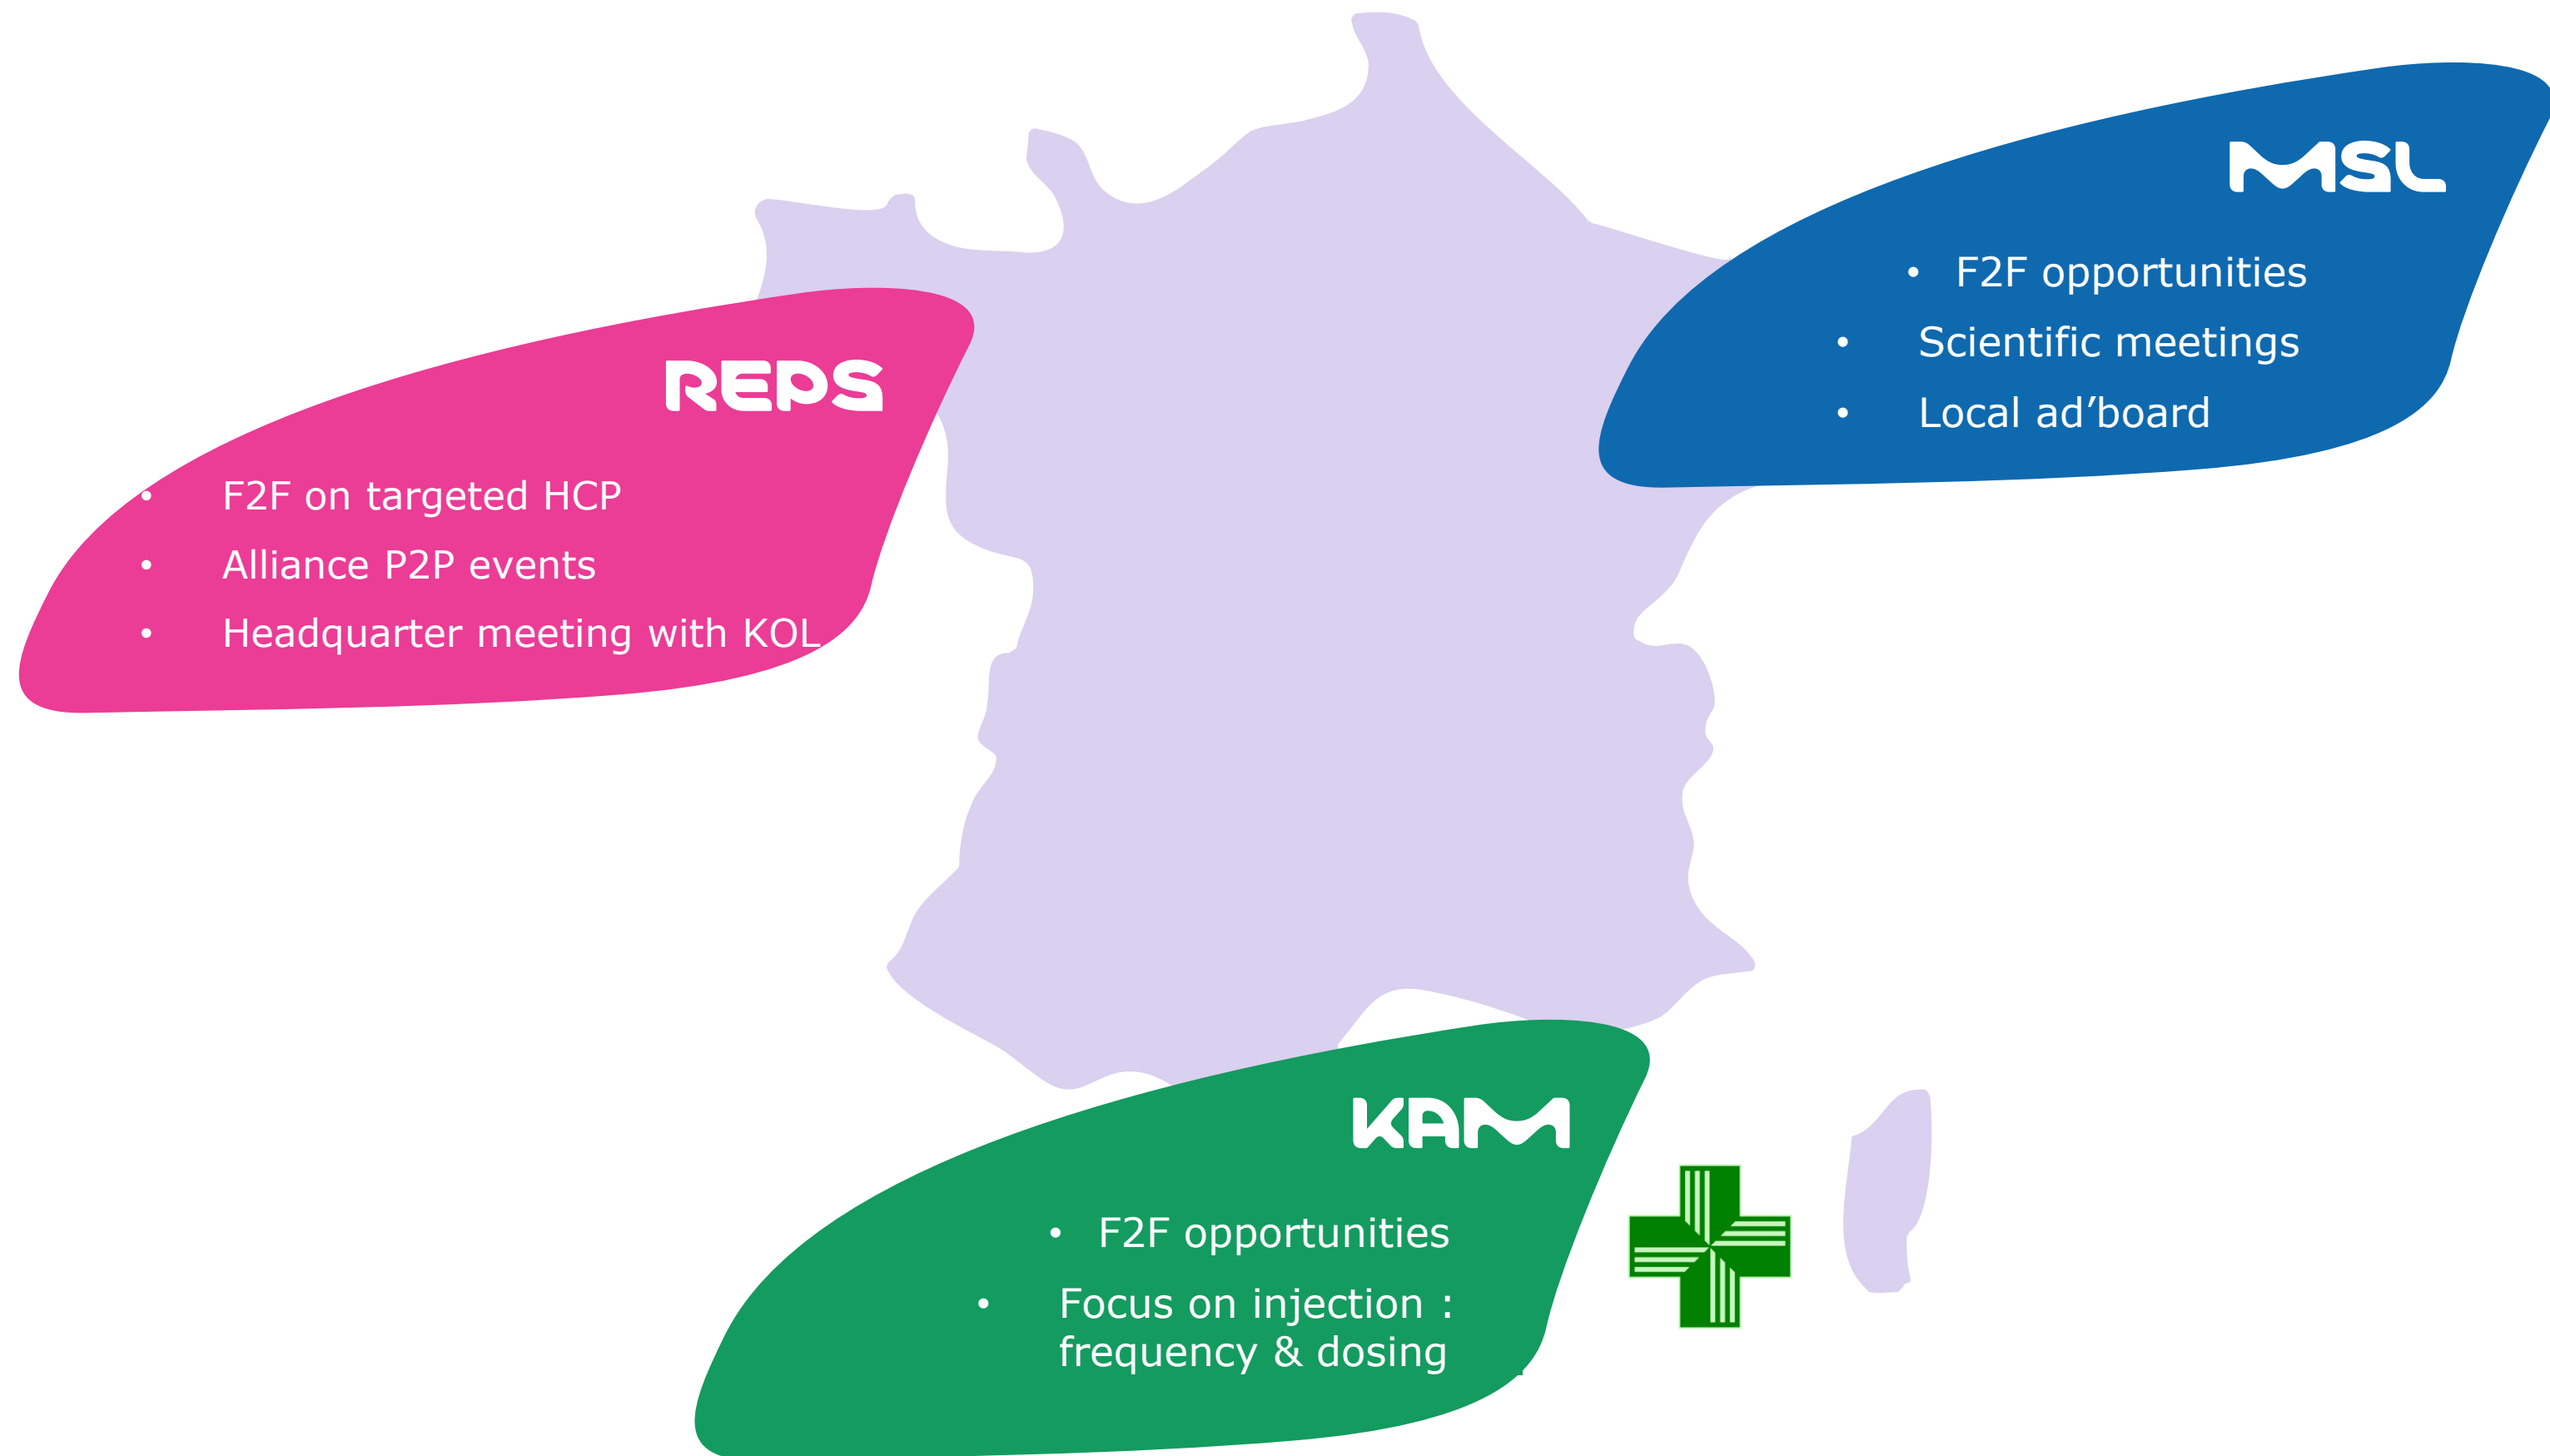 MSL
• F2F opportunities
• Scientific meetings
• Local ad’board
REPS
• F2F on targeted HCP
• Alliance P2P events
• Headquarter meeting with KOL
KAM
• F2F opportunities
• Focus on injection :
frequency & dosing